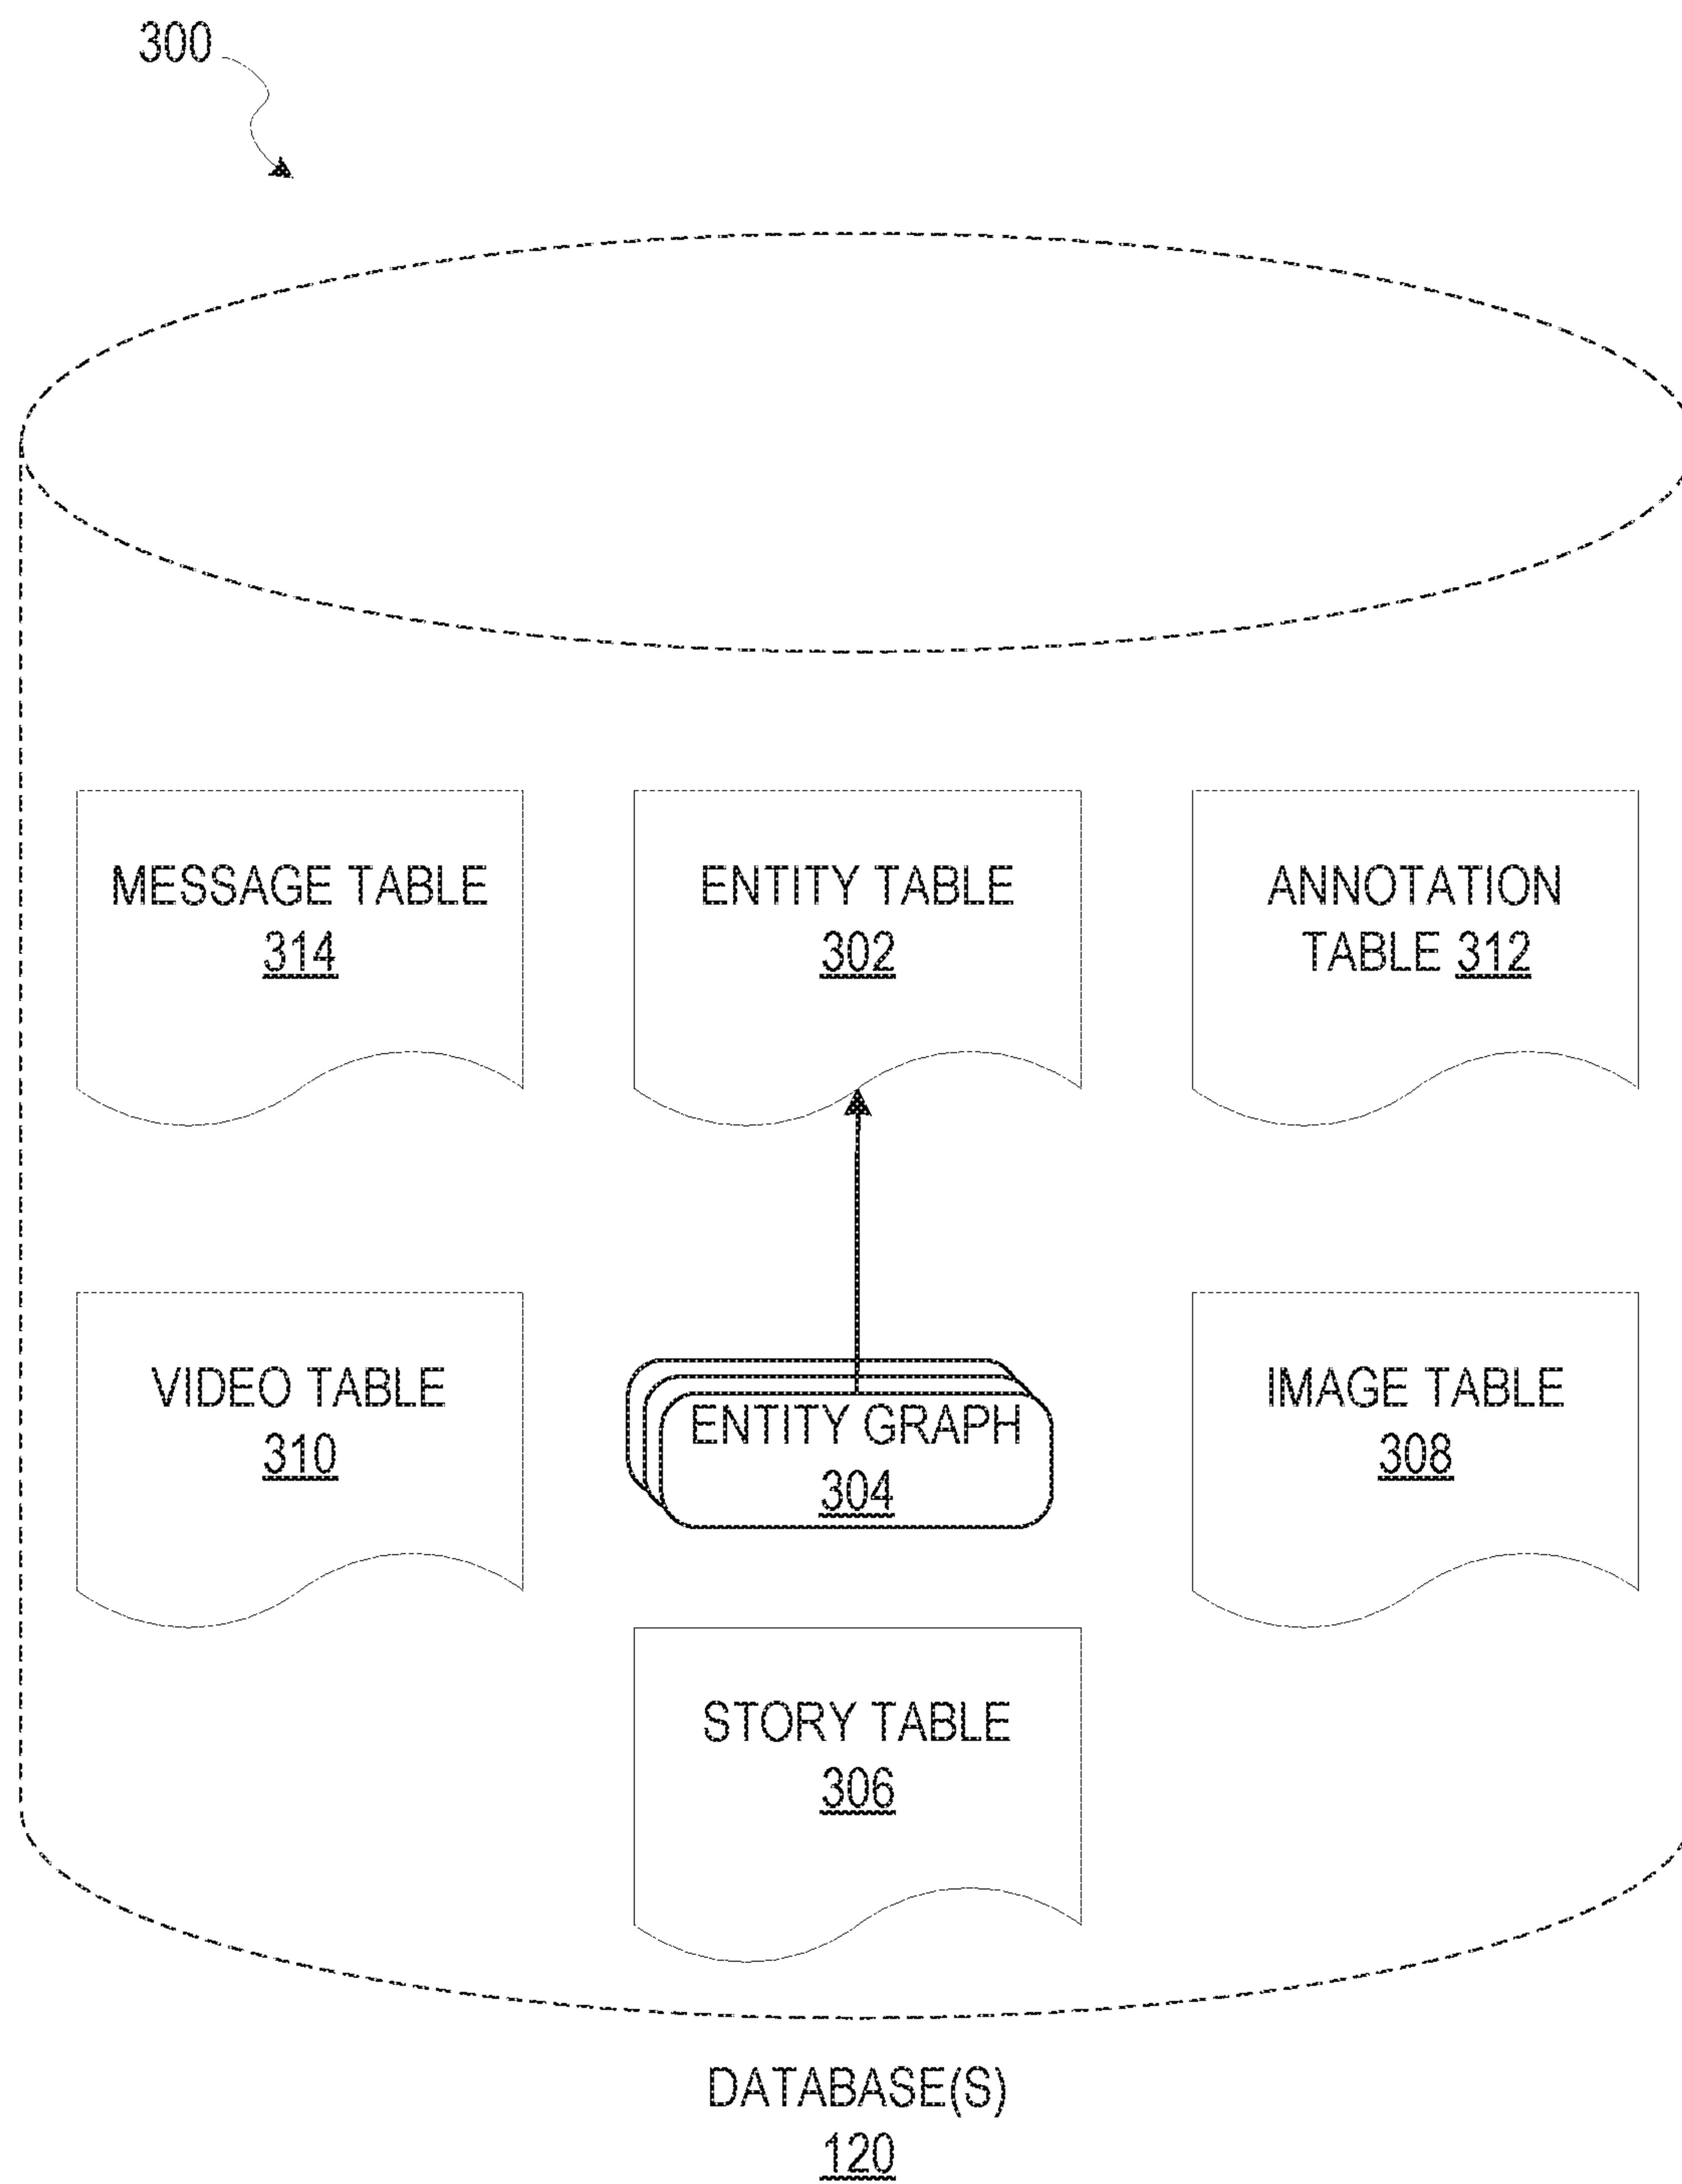 300
MESSAGE TABLE
314
ENTITY TABLE
302
ANNOTATION
TABLE 312
VIDEO TABLE
310
ENTITY GRAPH
304
IMAGE TABLE
308
STORY TABLE
306
DATABASE(S)
120